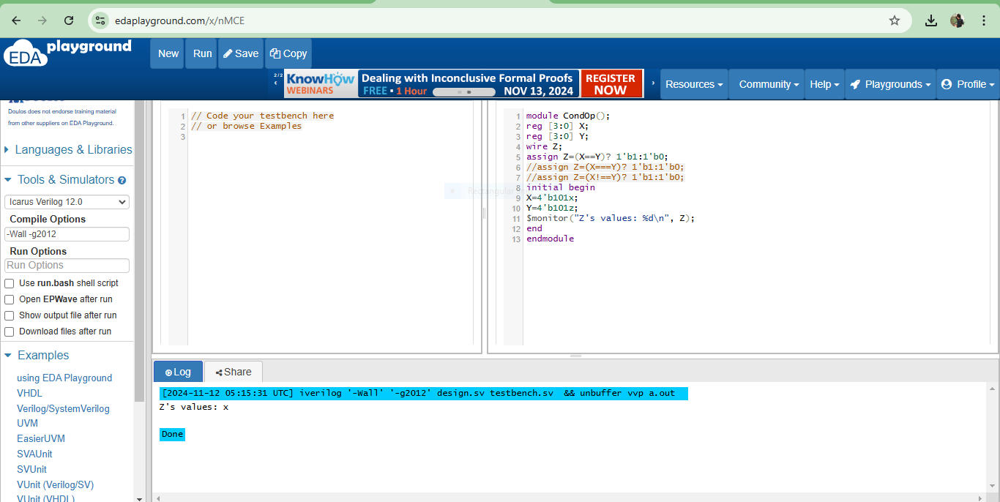 edaplayground.com/x/nMCE
EDA playground
New
Run
Save
Copy
2/2
KnowHow
WEBINARS
Dealing with Inconclusive Formal Proofs
FREE • 1 Hour
NOV 13, 2024
REGISTER
NOW
Resources
Community
Help
Playgrounds
Profile
Doulos does not endorse training material
from other suppliers on EDA Playground.
Languages & Libraries
Tools & Simulators
Icarus Verilog 12.0
Compile Options
-Wall -g2012
Run Options
Run Options
Use run.bash shell script
Open EPWave after run
Show output file after run
Download files after run
Examples
using EDA Playground
VHDL
Verilog/SystemVerilog
UVM
EasierUVM
SVAUnit
SVUnit
VUnit (Verilog/SV)
VUnit (VHDL)
1 // Code your testbench here
2 // or browse Examples
3
1 module CondOp();
2 reg [3:0] X;
3 reg [3:0] Y;
4 wire Z;
5 assign Z=(X==Y)? 1'b1:1'b0;
6 //assign Z=(X===Y)? 1'b1:1'b0;
7 //assign Z=(X!==Y)? 1'b1:1'b0;
8 initial begin
9 X=4'b101x;
10 Y=4'b101z;
11 $monitor("Z's values: %d\n", Z);
12 end
13 endmodule
Rectangular
Log
Share
[2024-11-12 05:15:31 UTC] iverilog '-Wall' '-g2012' design.sv testbench.sv && unbuffer vvp a.out
Z's values: x
Done